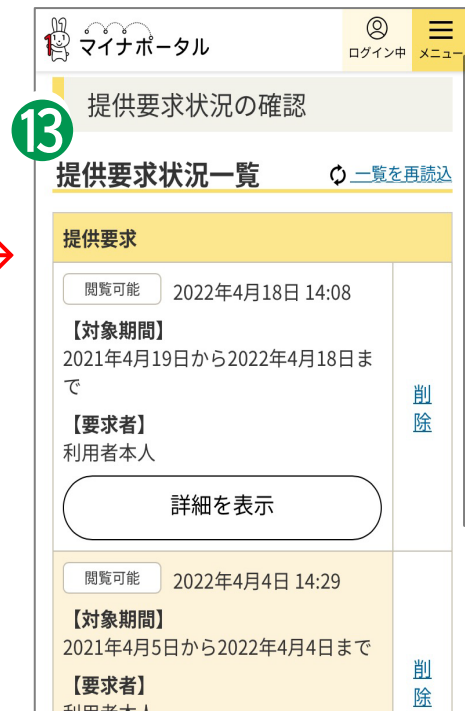 マイナポータル
ログイン中
メニュー
提供要求状況の確認
13
提供要求状況一覧
一覧を再読込
提供要求
閲覧可能 2022年4月18日 14:08
【対象期間】
2021年4月19日から2022年4月18日ま
で
【要求者】
利用者本人
削
除
詳細を表示
閲覧可能 2022年4月4日 14:29
【対象期間】
2021年4月5日から2022年4月4日まで
【要求者】
利用者本人
削
除